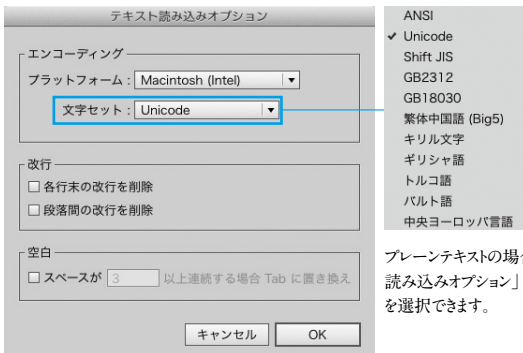 テキスト読み込みオプション
エンコーディング
プラットフォーム： Macintosh (Intel)
文字セット： Unicode
改行
各行末の改行を削除
段落間の改行を削除
空白
スペースが 3 以上連続する場合 Tab に置き換え
キャンセル OK
ANSI
✓ Unicode
Shift JIS
GB2312
GB18030
繁体中国語 (Big5)
キリル文字
ギリシャ語
トルコ語
バルト語
中央ヨーロッパ言語
プレーンテキストの場合
読み込みオプション」
を選択できます。